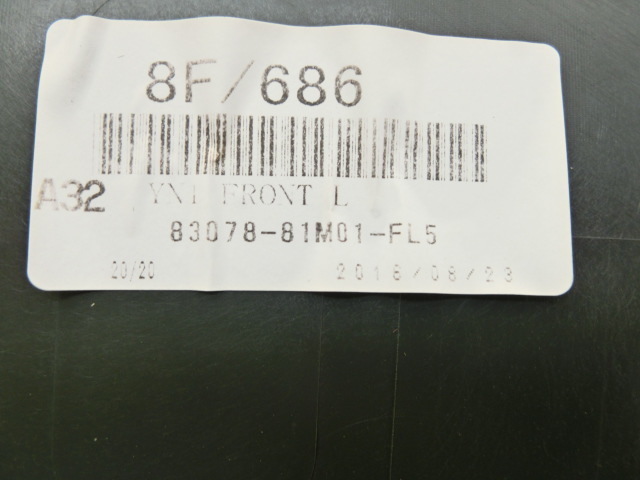 8F/686
A32 YN1 FRONT L
83078-81M01-FL5
20/20 2018/08/23